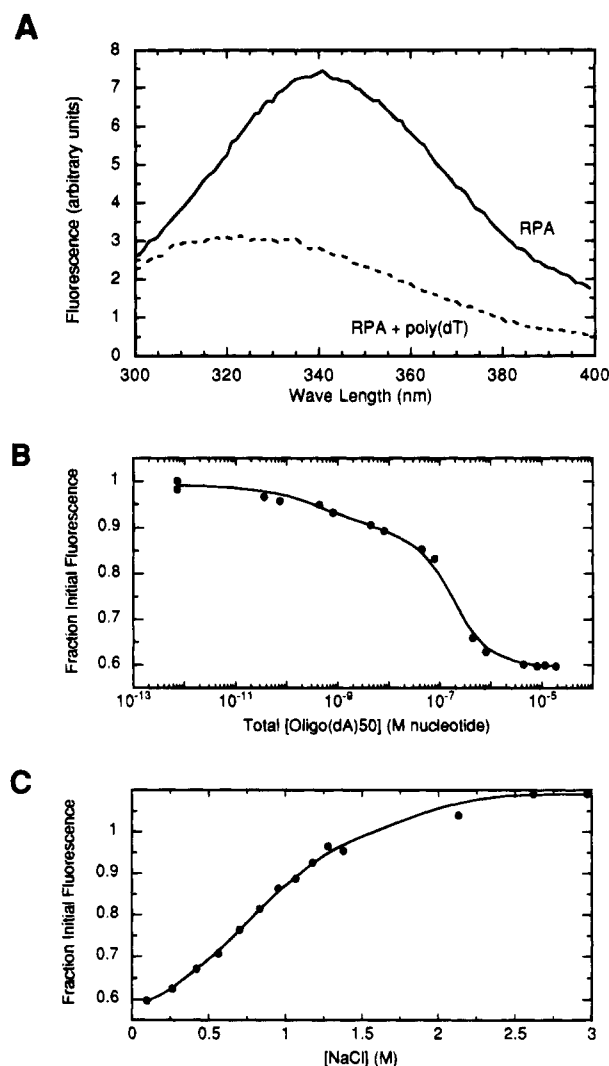 A
8
7
6
5
4
3
2
1
0
Fluorescence (arbitrary units)
RPA
RPA + poly(dT)
300 320 340 360 380 400
Wave Length (nm)
B
1
0.9
0.8
0.7
0.6
Fraction Initial Fluorescence
10-13 10-11 10-9 10-7 10-5
Total [Oligo(dA)50] (M nucleotide)
C
1
0.9
0.8
0.7
0.6
Fraction Initial Fluorescence
0 0.5 1 1.5 2 2.5 3
[NaCl] (M)